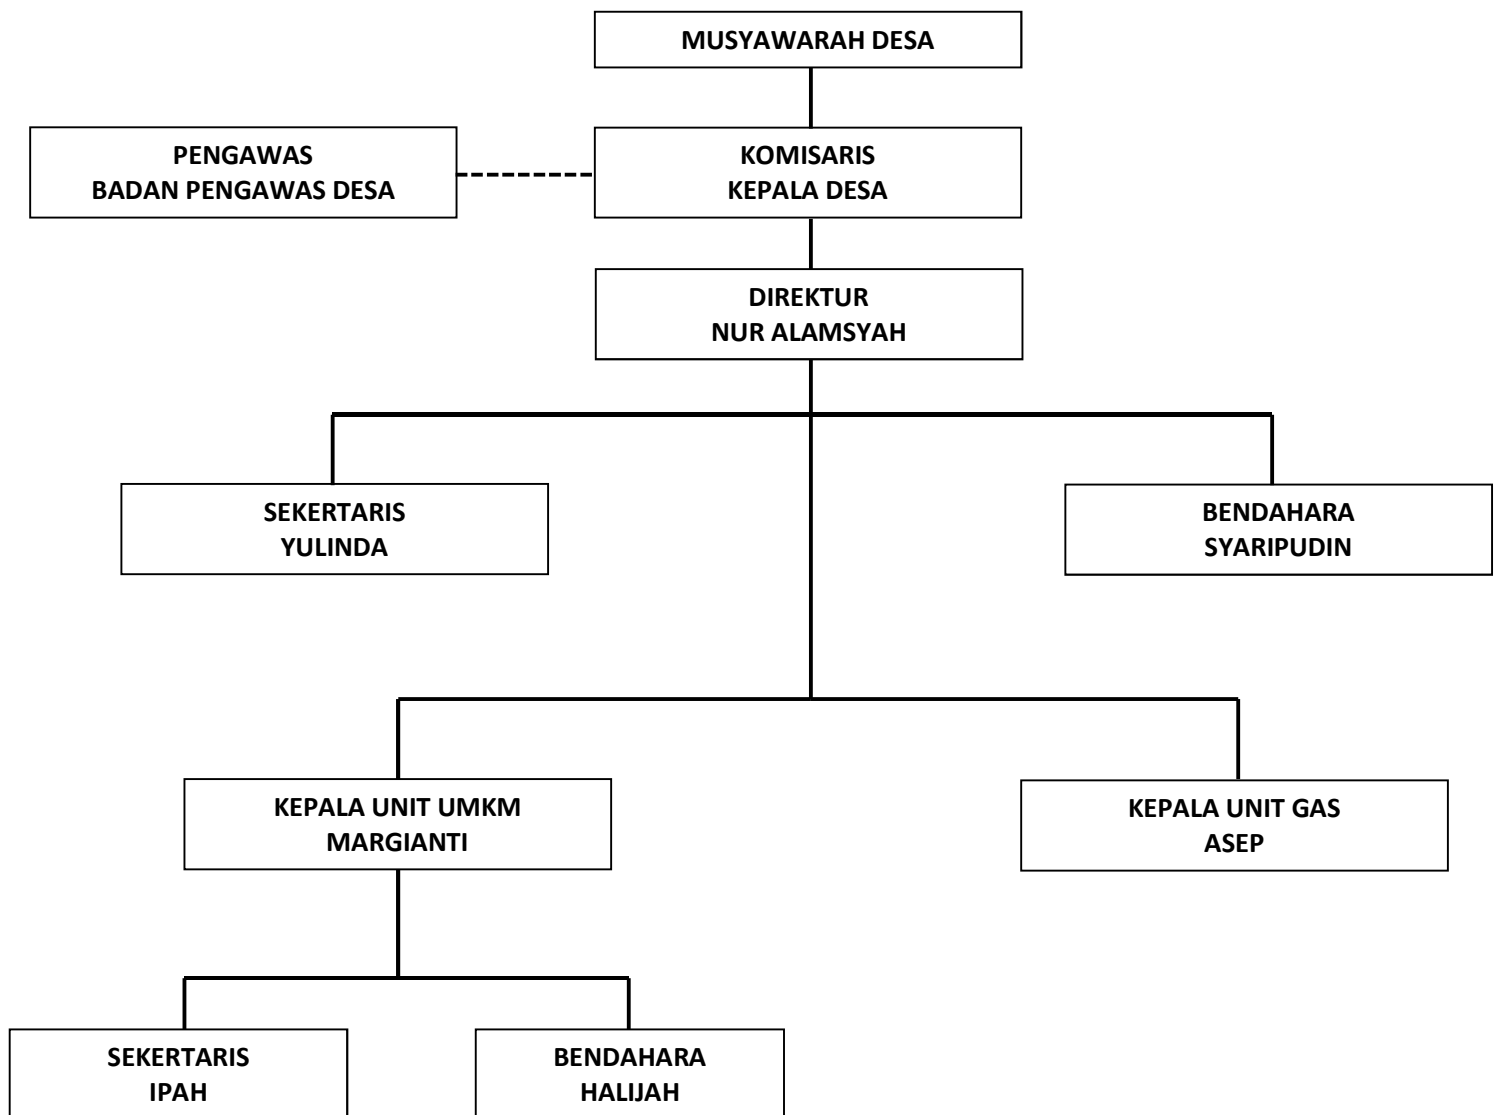 MUSYAWARAH DESA
PENGAWAS
BADAN PENGAWAS DESA
KOMISARIS
KEPALA DESA
DIREKTUR
NUR ALAMSYAH
SEKERTARIS
YULINDA
BENDAHARA
SYARIPUDIN
KEPALA UNIT UMKM
MARGIANTI
KEPALA UNIT GAS
ASEP
SEKERTARIS
IPAH
BENDAHARA
HALIJAH